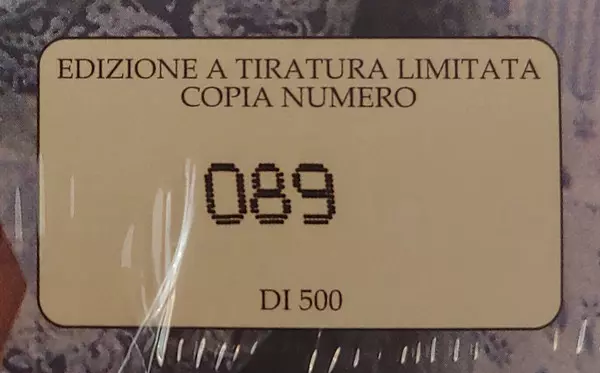 EDIZIONE A TIRATURA LIMITATA
COPIA NUMERO
089
DI 500